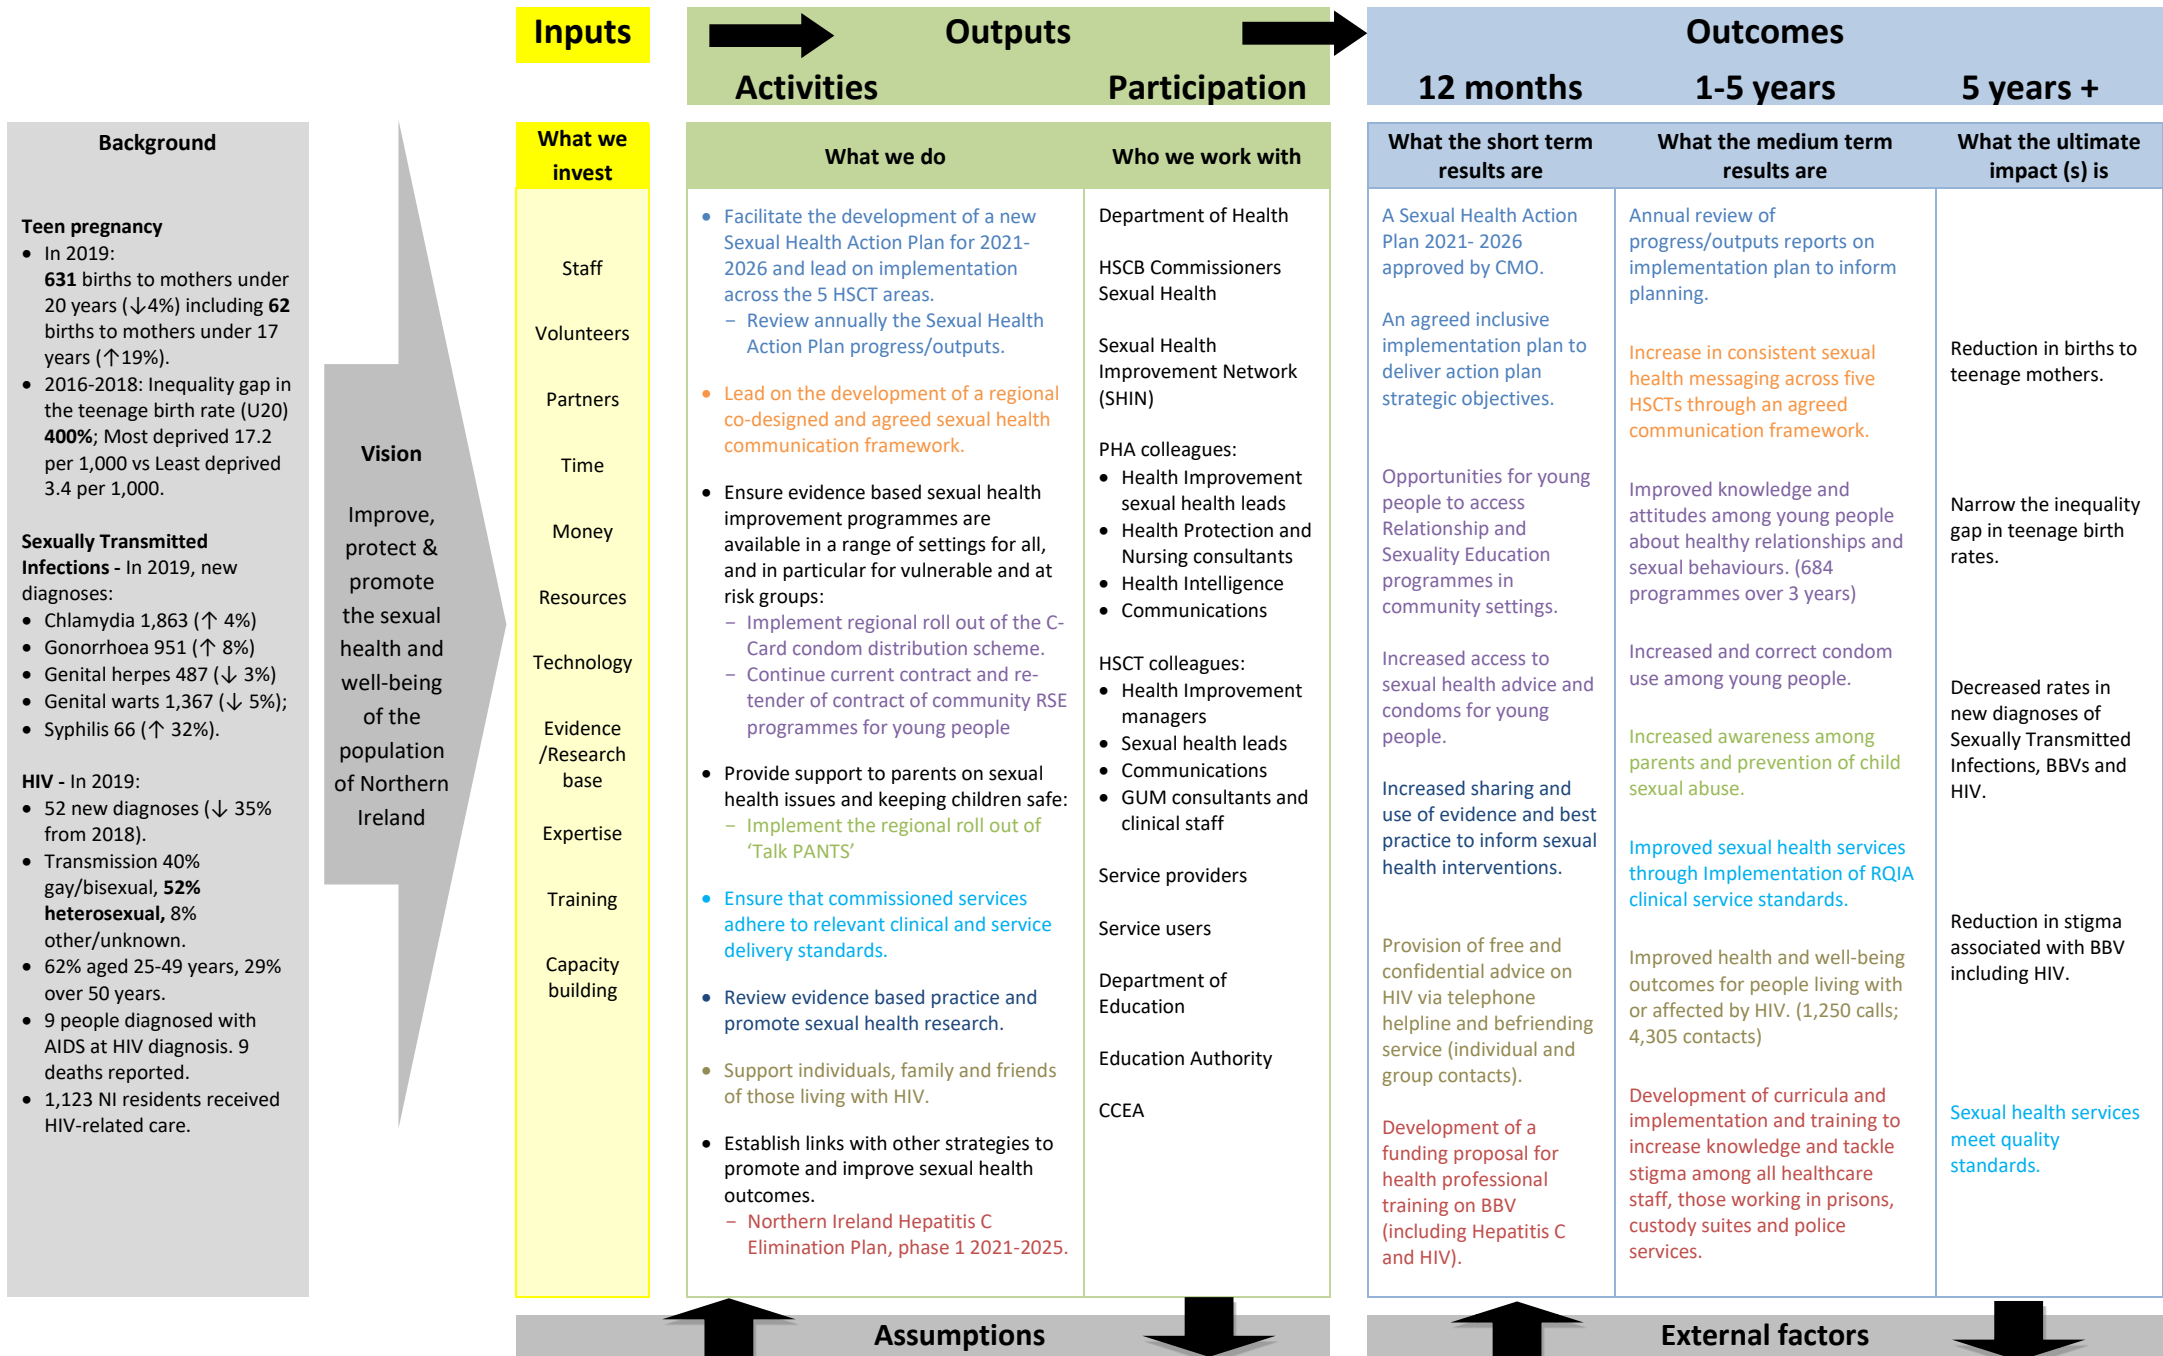 Inputs
Outputs
Activities
Participation
Outcomes
12 months
1-5 years
5 years +
Background
Teen pregnancy
• In 2019:
631 births to mothers under
20 years (↓4%) including 62
births to mothers under 17
years (↑19%).
• 2016-2018: Inequality gap in
the teenage birth rate (U20)
400%; Most deprived 17.2
per 1,000 vs Least deprived
3.4 per 1,000.
Sexually Transmitted
Infections - In 2019, new
diagnoses:
• Chlamydia 1,863 (↑ 4%)
• Gonorrhoea 951 (↑ 8%)
• Genital herpes 487 (↓ 3%)
• Genital warts 1,367 (↓ 5%);
• Syphilis 66 (↑ 32%).
HIV - In 2019:
• 52 new diagnoses (↓ 35%
from 2018).
• Transmission 40%
gay/bisexual, 52%
heterosexual, 8%
other/unknown.
• 62% aged 25-49 years, 29%
over 50 years.
• 9 people diagnosed with
AIDS at HIV diagnosis. 9
deaths reported.
• 1,123 NI residents received
HIV-related care.
Vision
Improve,
protect &
promote
the sexual
health and
well-being
of the
population
of Northern
Ireland
What we
invest
Staff
Volunteers
Partners
Time
Money
Resources
Technology
Evidence
/Research
base
Expertise
Training
Capacity
building
What we do
• Facilitate the development of a new
Sexual Health Action Plan for 2021-
2026 and lead on implementation
across the 5 HSCT areas.
− Review annually the Sexual Health
Action Plan progress/outputs.
• Lead on the development of a regional
co-designed and agreed sexual health
communication framework.
• Ensure evidence based sexual health
improvement programmes are
available in a range of settings for all,
and in particular for vulnerable and at
risk groups:
− Implement regional roll out of the C-
Card condom distribution scheme.
− Continue current contract and re-
tender of contract of community RSE
programmes for young people
• Provide support to parents on sexual
health issues and keeping children safe:
− Implement the regional roll out of
‘Talk PANTS’
• Ensure that commissioned services
adhere to relevant clinical and service
delivery standards.
• Review evidence based practice and
promote sexual health research.
• Support individuals, family and friends
of those living with HIV.
• Establish links with other strategies to
promote and improve sexual health
outcomes.
− Northern Ireland Hepatitis C
Elimination Plan, phase 1 2021-2025.
Who we work with
Department of Health
HSCB Commissioners
Sexual Health
Sexual Health
Improvement Network
(SHIN)
PHA colleagues:
• Health Improvement
sexual health leads
• Health Protection and
Nursing consultants
• Health Intelligence
• Communications
HSCT colleagues:
• Health Improvement
managers
• Sexual health leads
• Communications
• GUM consultants and
clinical staff
Service providers
Service users
Department of
Education
Education Authority
CCEA
What the short term
results are
A Sexual Health Action
Plan 2021- 2026
approved by CMO.
An agreed inclusive
implementation plan to
deliver action plan
strategic objectives.
Opportunities for young
people to access
Relationship and
Sexuality Education
programmes in
community settings.
Increased access to
sexual health advice and
condoms for young
people.
Increased sharing and
use of evidence and best
practice to inform sexual
health interventions.
Provision of free and
confidential advice on
HIV via telephone
helpline and befriending
service (individual and
group contacts).
Development of a
funding proposal for
health professional
training on BBV
(including Hepatitis C
and HIV).
What the medium term
results are
Annual review of
progress/outputs reports on
implementation plan to inform
planning.
Increase in consistent sexual
health messaging across five
HSCTs through an agreed
communication framework.
Improved knowledge and
attitudes among young people
about healthy relationships and
sexual behaviours. (684
programmes over 3 years)
Increased and correct condom
use among young people.
Increased awareness among
parents and prevention of child
sexual abuse.
Improved sexual health services
through Implementation of RQIA
clinical service standards.
Improved health and well-being
outcomes for people living with
or affected by HIV. (1,250 calls;
4,305 contacts)
Development of curricula and
implementation and training to
increase knowledge and tackle
stigma among all healthcare
staff, those working in prisons,
custody suites and police
services.
What the ultimate
impact (s) is
Reduction in births to
teenage mothers.
Narrow the inequality
gap in teenage birth
rates.
Decreased rates in
new diagnoses of
Sexually Transmitted
Infections, BBVs and
HIV.
Reduction in stigma
associated with BBV
including HIV.
Sexual health services
meet quality
standards.
Assumptions
External factors